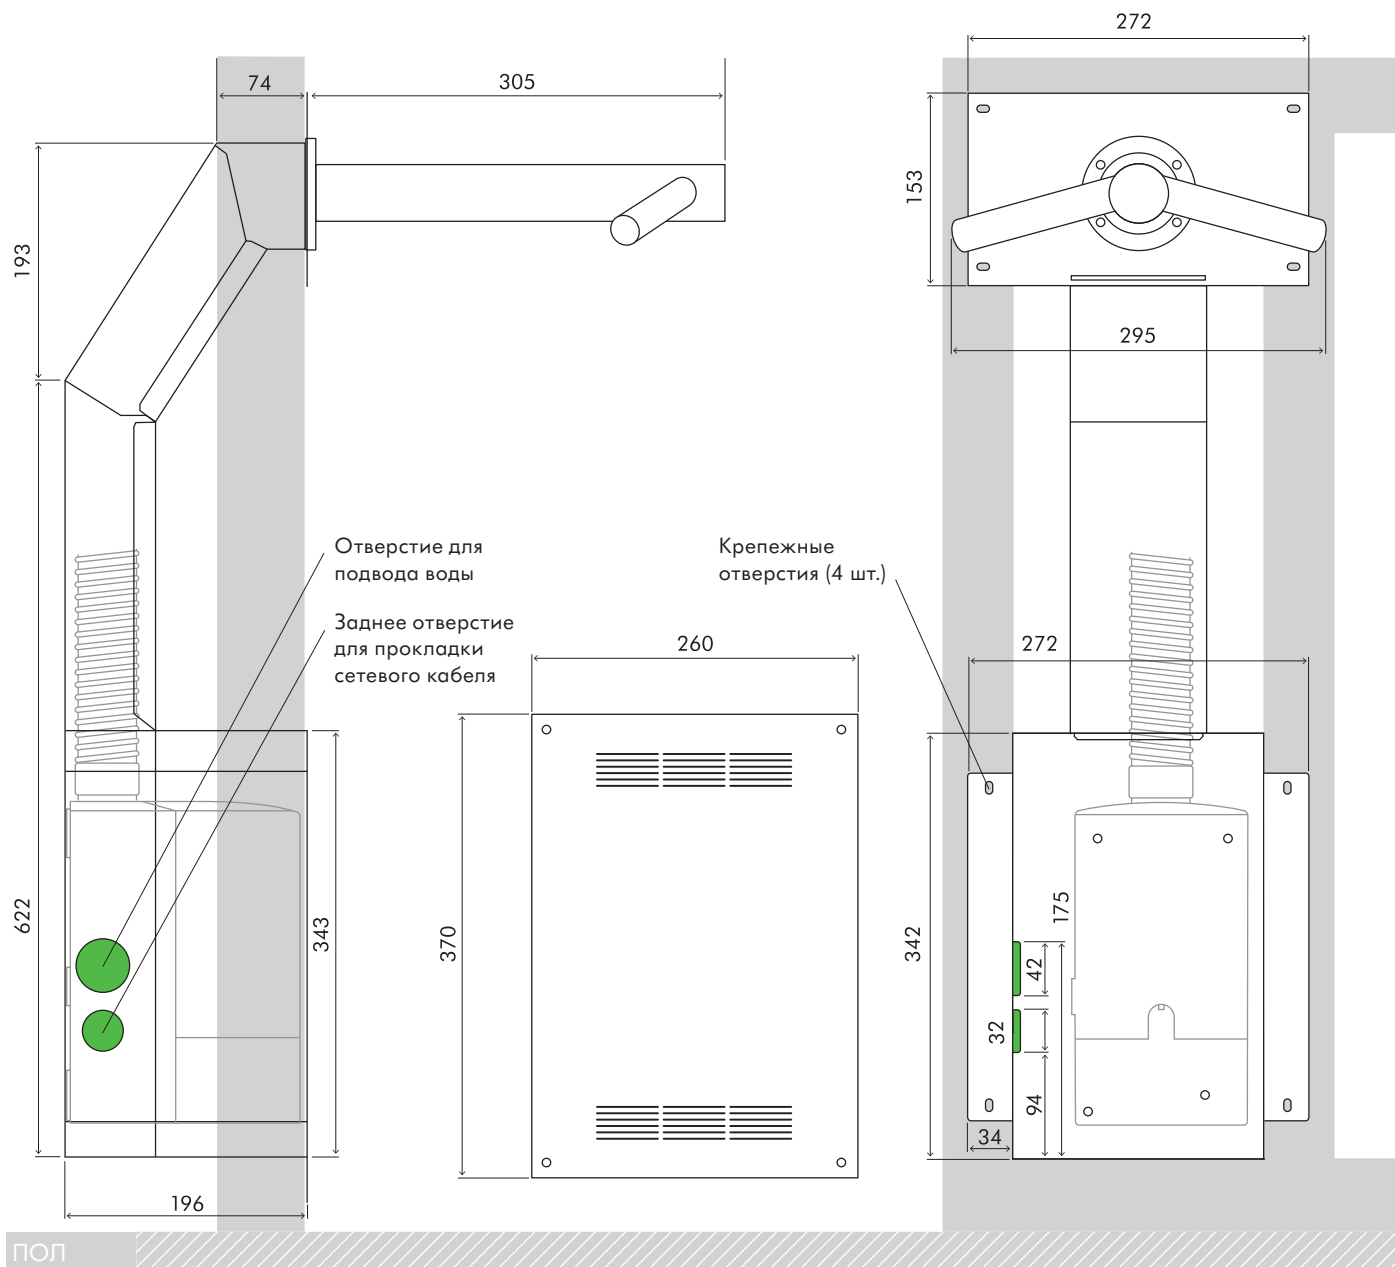 272
74
305
153
193
295
Отверстие для
подвода воды
Крепежные
отверстия (4 шт.)
Заднее отверстие
для прокладки
сетевого кабеля
260
272
622
343
370
342
175
42
32
94
34
196
ПОЛ